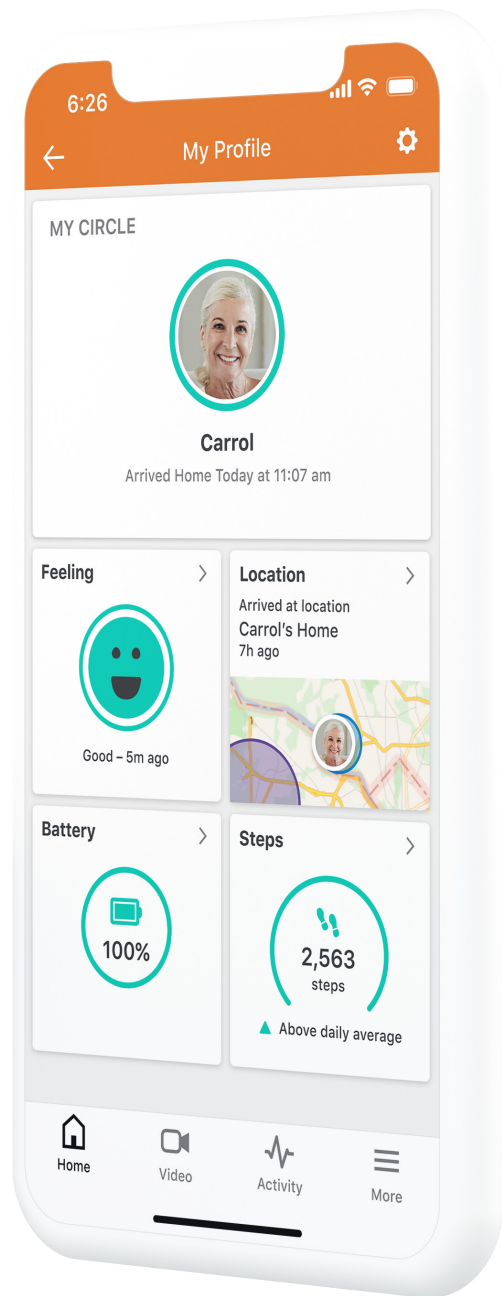 6:26
My Profile
MY CIRCLE
Carrol
Arrived Home Today at 11:07 am
Feeling
Good – 5m ago
Location
Arrived at location
Carrol's Home
7h ago
Battery
100%
Steps
2,563
steps
Above daily average
Home
Video
Activity
More